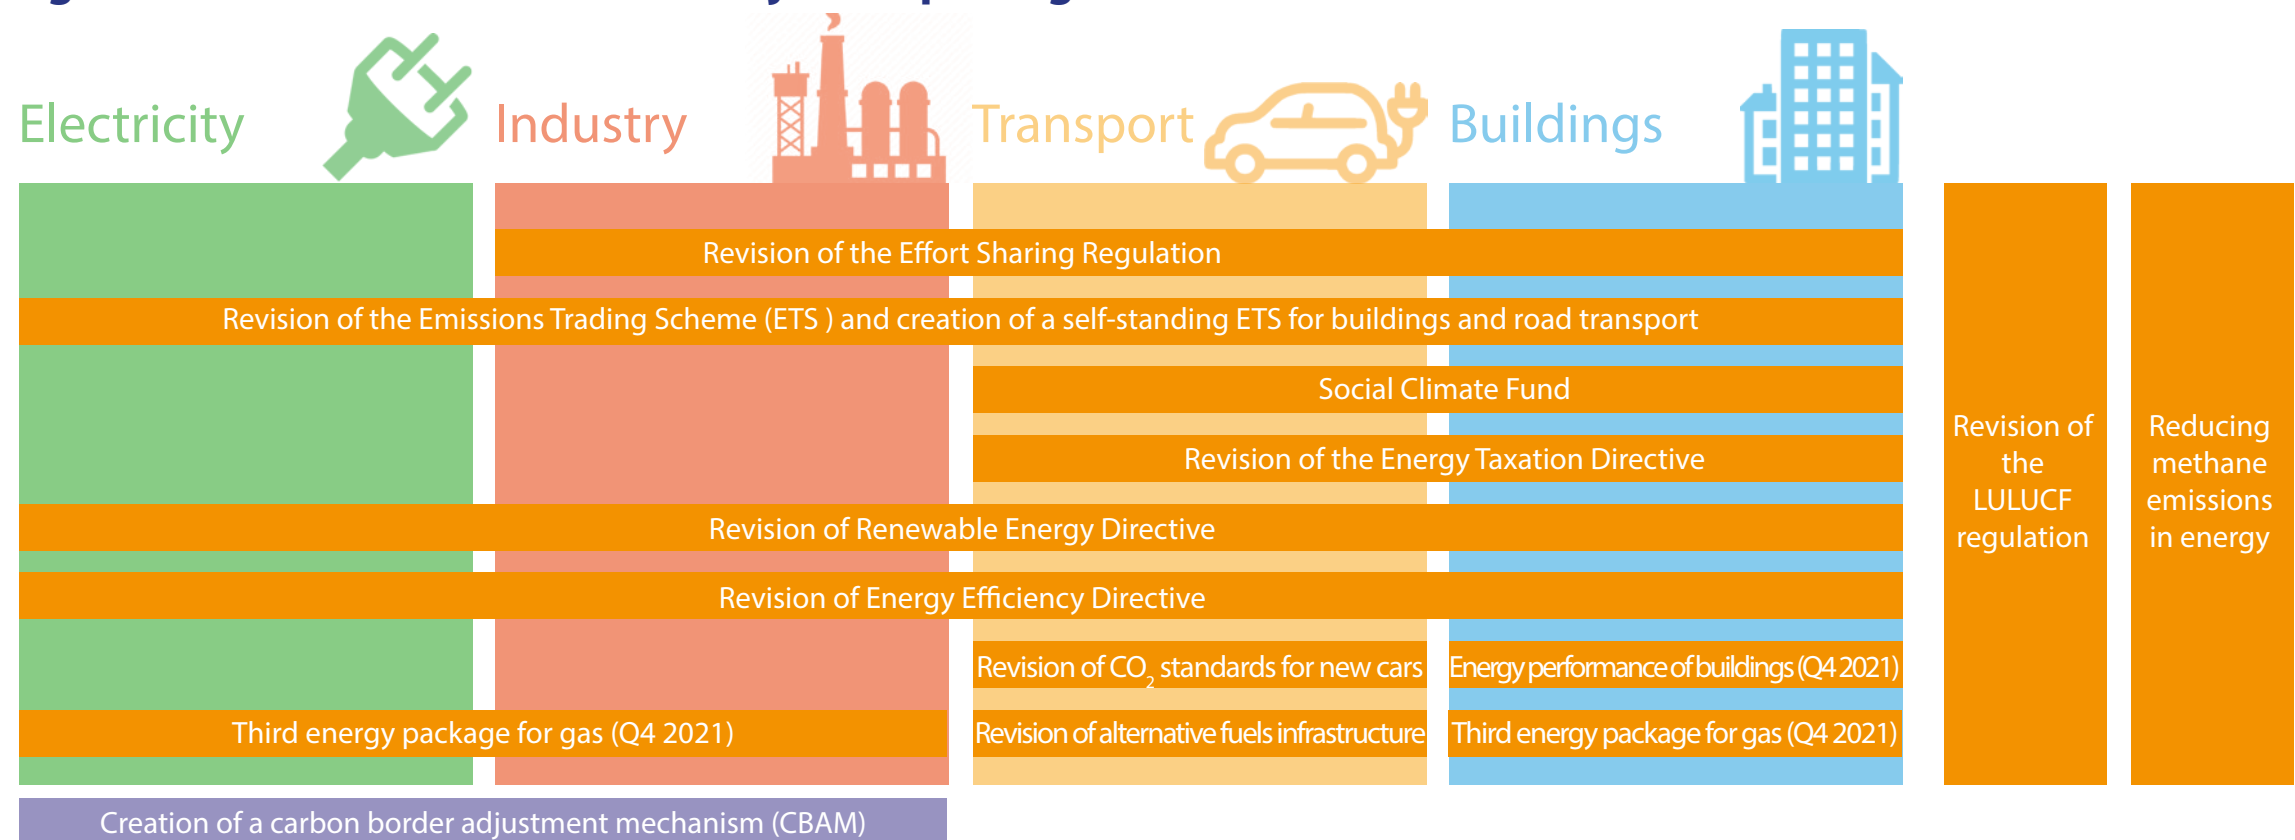 Electricity
Industry
Transport
Buildings
Revision of the Effort Sharing Regulation
Revision of the Emissions Trading Scheme (ETS ) and creation of a self-standing ETS for buildings and road transport
Social Climate Fund
Revision of the Energy Taxation Directive
Revision of Renewable Energy Directive
Revision of Energy Efficiency Directive
Revision of CO₂ standards for new cars
Energy performance of buildings (Q4 2021)
Third energy package for gas (Q4 2021)
Revision of alternative fuels infrastructure
Third energy package for gas (Q4 2021)
Creation of a carbon border adjustment mechanism (CBAM)
Revision of
the
LULUCF
regulation
Reducing
methane
emissions
in energy